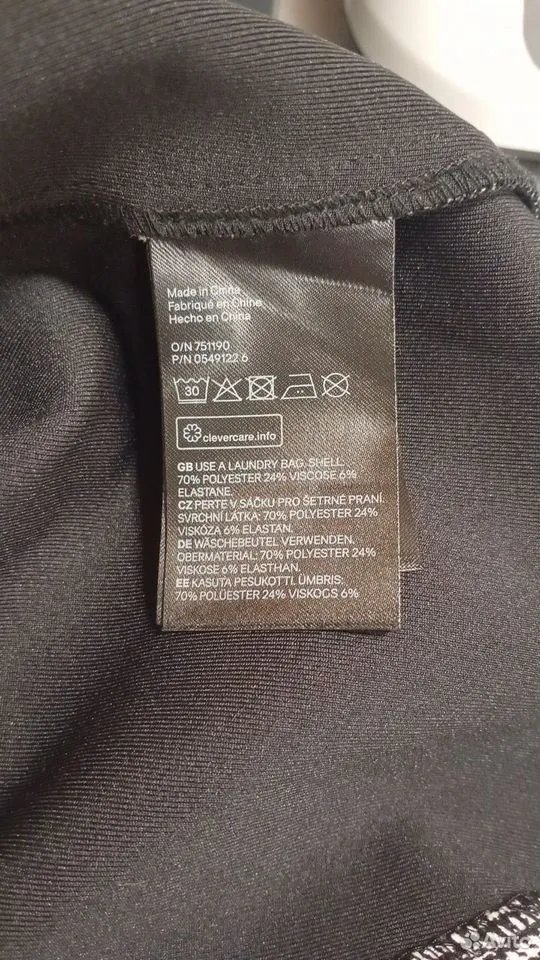 Made in China
Fabriqué en Chine
Hecho en China
O/N 751190
P/N 0549122 6
30
clevercare.info
GB USE A LAUNDRY BAG. SHELL:
70% POLYESTER 24% VISCOSE 6%
ELASTANE.
CZ PERTE V SÁČKU PRO ŠETRNÉ PRANÍ.
SVRCHNÍ LÁTKA: 70% POLYESTER 24%
VISKÓZA 6% ELASTAN.
DE WÄSCHEBEUTEL VERWENDEN.
OBERMATERIAL: 70% POLYESTER 24%
VISKOSE 6% ELASTHAN.
EE KASUTA PESUKOTTI. ÜMBRIS:
70% POLÜESTER 24% VISKOOS 6%
Avito